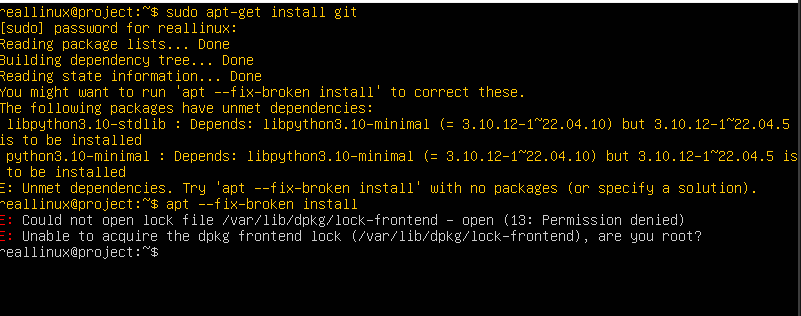 reallinux@project:~$ sudo apt-get install git
[sudo] password for reallinux:
Reading package lists... Done
Building dependency tree... Done
Reading state information... Done
You might want to run 'apt --fix-broken install' to correct these.
The following packages have unmet dependencies:
 libpython3.10-stdlib : Depends: libpython3.10-minimal (= 3.10.12-1~22.04.10) but 3.10.12-1~22.04.5
is to be installed
 python3.10-minimal : Depends: libpython3.10-minimal (= 3.10.12-1~22.04.10) but 3.10.12-1~22.04.5 is
 to be installed
E: Unmet dependencies. Try 'apt --fix-broken install' with no packages (or specify a solution).
reallinux@project:~$ apt --fix-broken install
E: Could not open lock file /var/lib/dpkg/lock-frontend - open (13: Permission denied)
E: Unable to acquire the dpkg frontend lock (/var/lib/dpkg/lock-frontend), are you root?
reallinux@project:~$